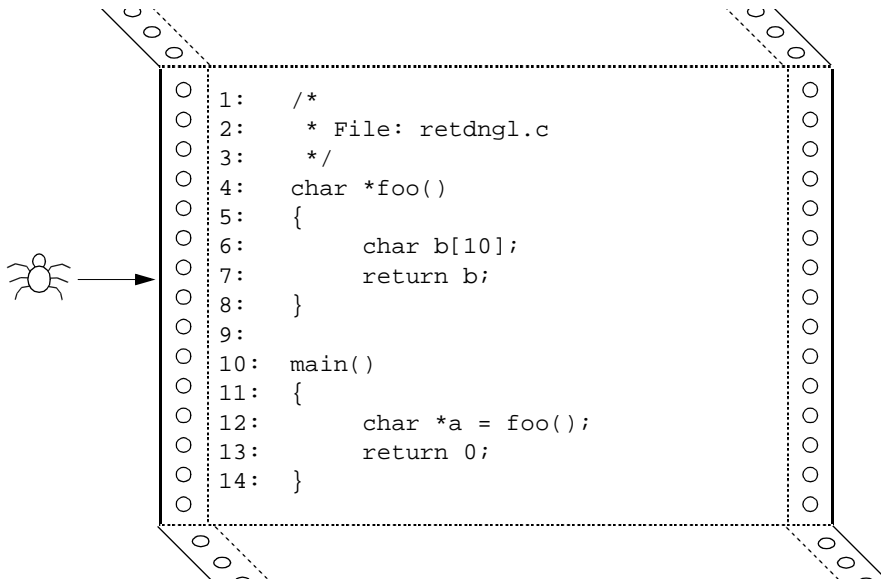 1: /*
2: * File: retdngl.c
3: */
4: char *foo()
5: {
6: char b[10];
7: return b;
8: }
9:
10: main()
11: {
12: char *a = foo();
13: return 0;
14: }